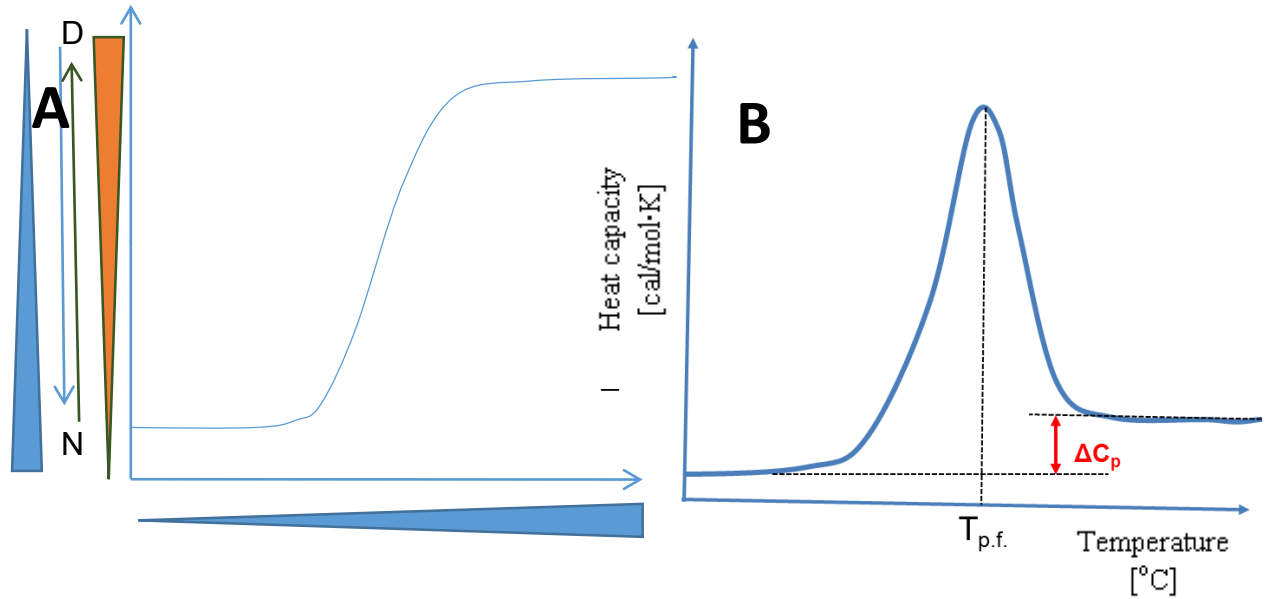 D
A
N
B
Heat capacity
[cal/mol·K]
ΔCp
Tp.f.
Temperature
[°C]